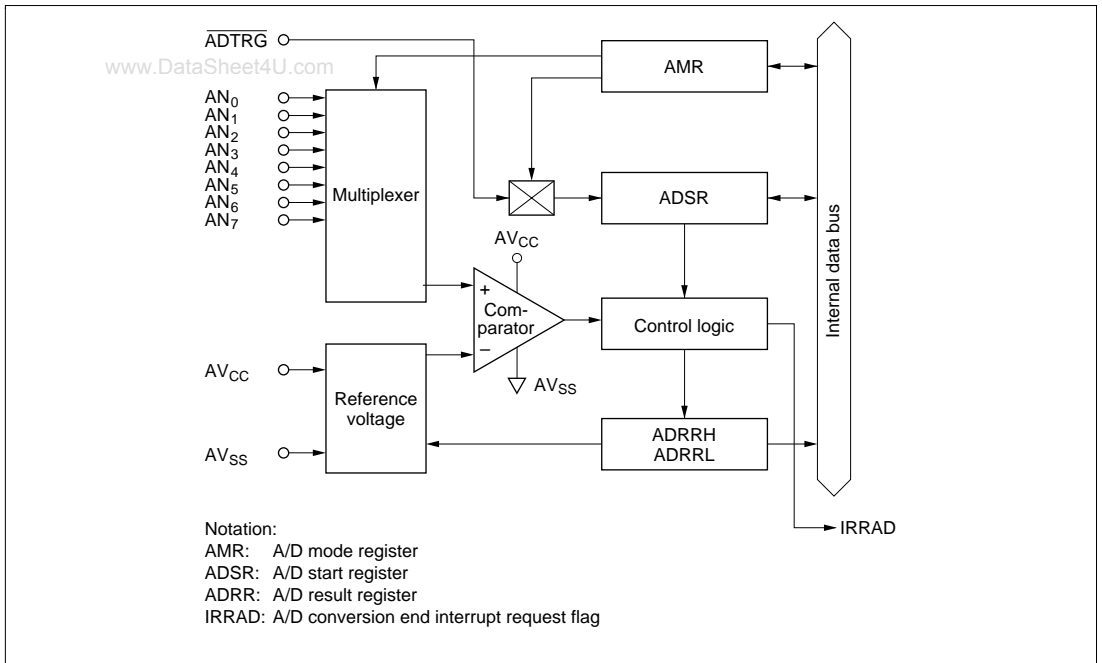 ADTRG
www.DataSheet4U.com
AN0
AN1
AN2
AN3
AN4
AN5
AN6
AN7
Multiplexer
AMR
ADSR
Internal data bus
AVCC
+
Com-
parator
−
AVSS
Control logic
AVCC
AVSS
Reference
voltage
ADRRH
ADRRL
IRRAD
Notation:
AMR: A/D mode register
ADSR: A/D start register
ADRR: A/D result register
IRRAD: A/D conversion end interrupt request flag